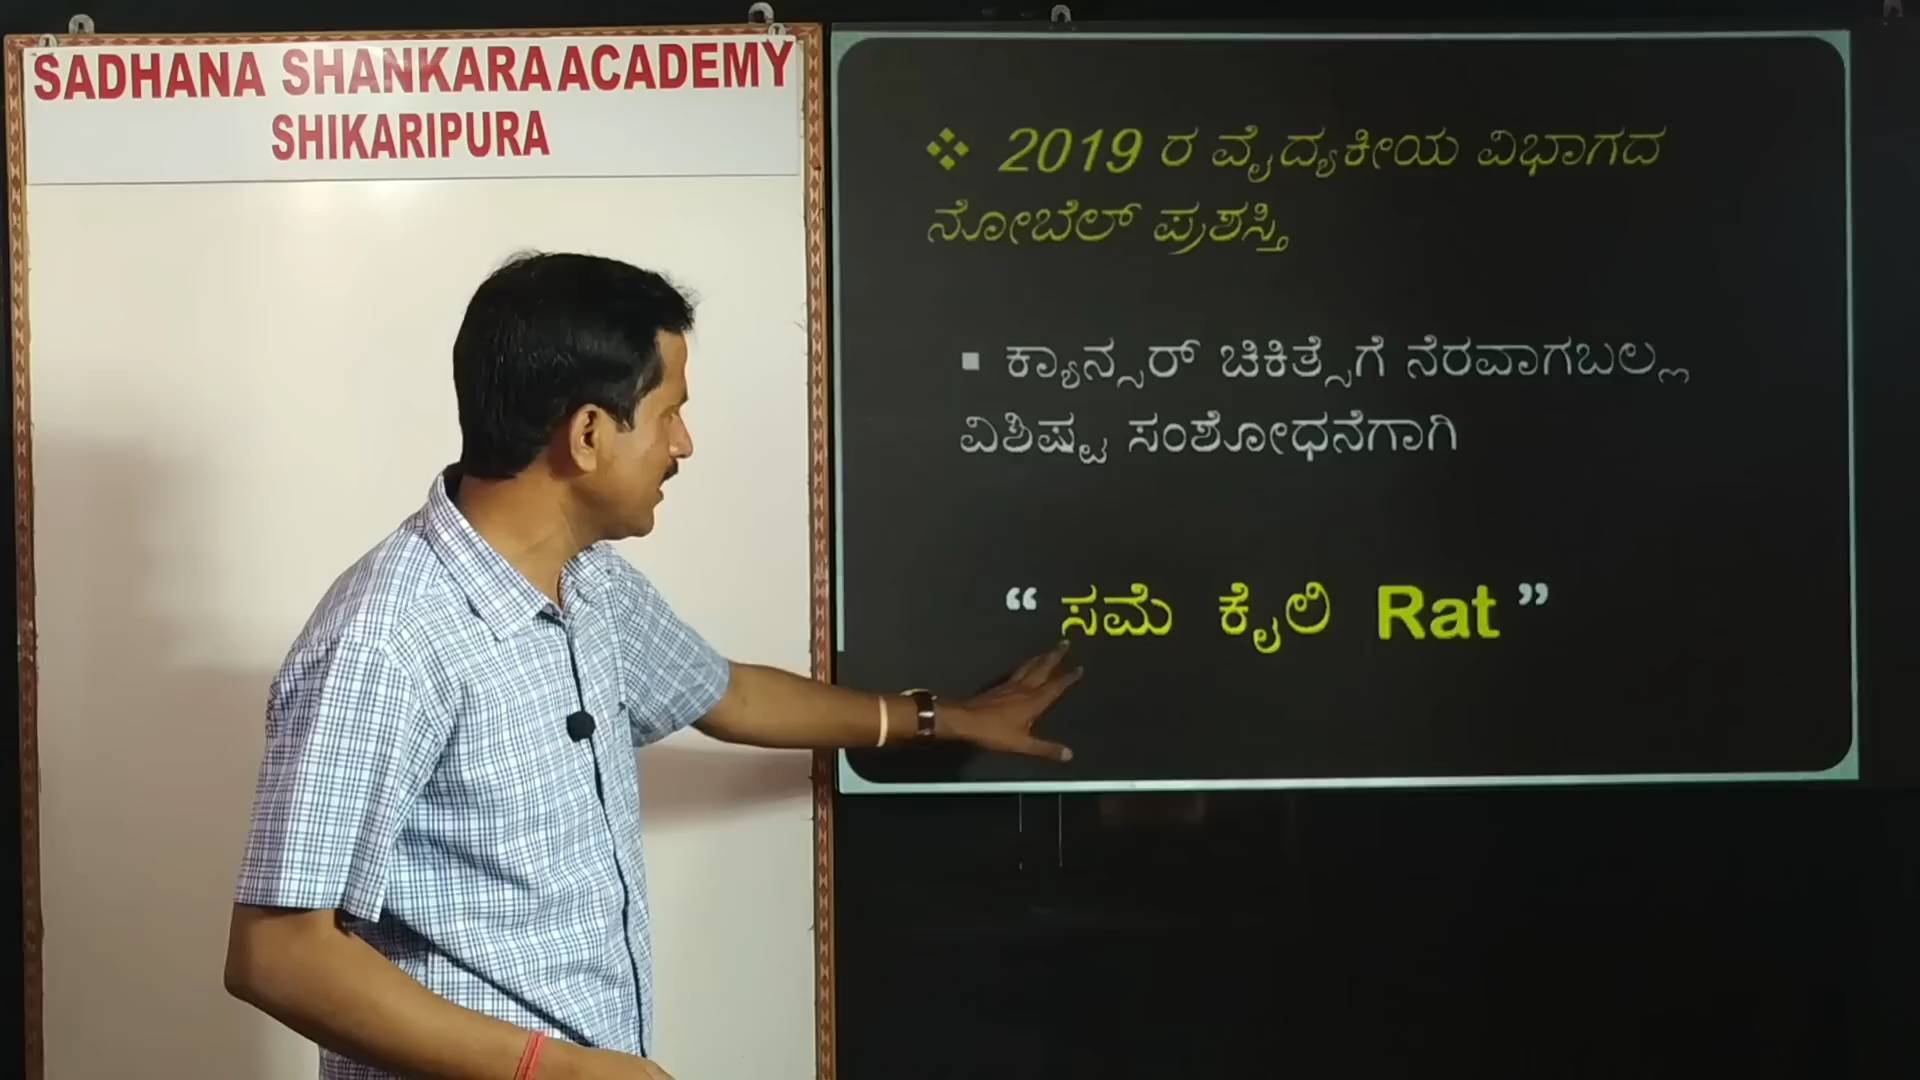 SADHANA SHANKARA ACADEMY
SHIKARIPURA
❖ 2019 ರ ವೈದ್ಯಕೀಯ ವಿಭಾಗದ
ನೋಬೆಲ್ ಪ್ರಶಸ್ತಿ
▪ ಕ್ಯಾನ್ಸರ್ ಚಿಕಿತ್ಸೆಗೆ ನೆರವಾಗಬಲ್ಲ
ವಿಶಿಷ್ಟ ಸಂಶೋಧನೆಗಾಗಿ
“ ಸಮೆ ಕೈಲಿ Rat ”